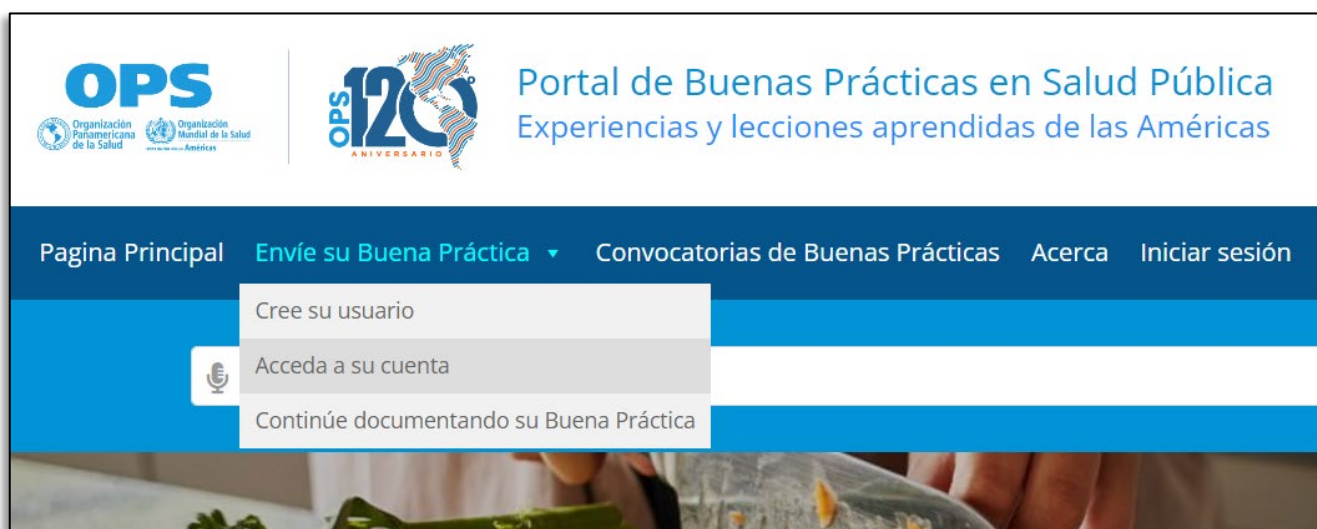 OPS
Organización
Panamericana
de la Salud
Organización
Mundial de la Salud
Américas
OPS
120º
ANIVERSARIO
Portal de Buenas Prácticas en Salud Pública
Experiencias y lecciones aprendidas de las Américas
Pagina Principal Envíe su Buena Práctica Convocatorias de Buenas Prácticas Acerca Iniciar sesión
Cree su usuario
Acceda a su cuenta
Continúe documentando su Buena Práctica